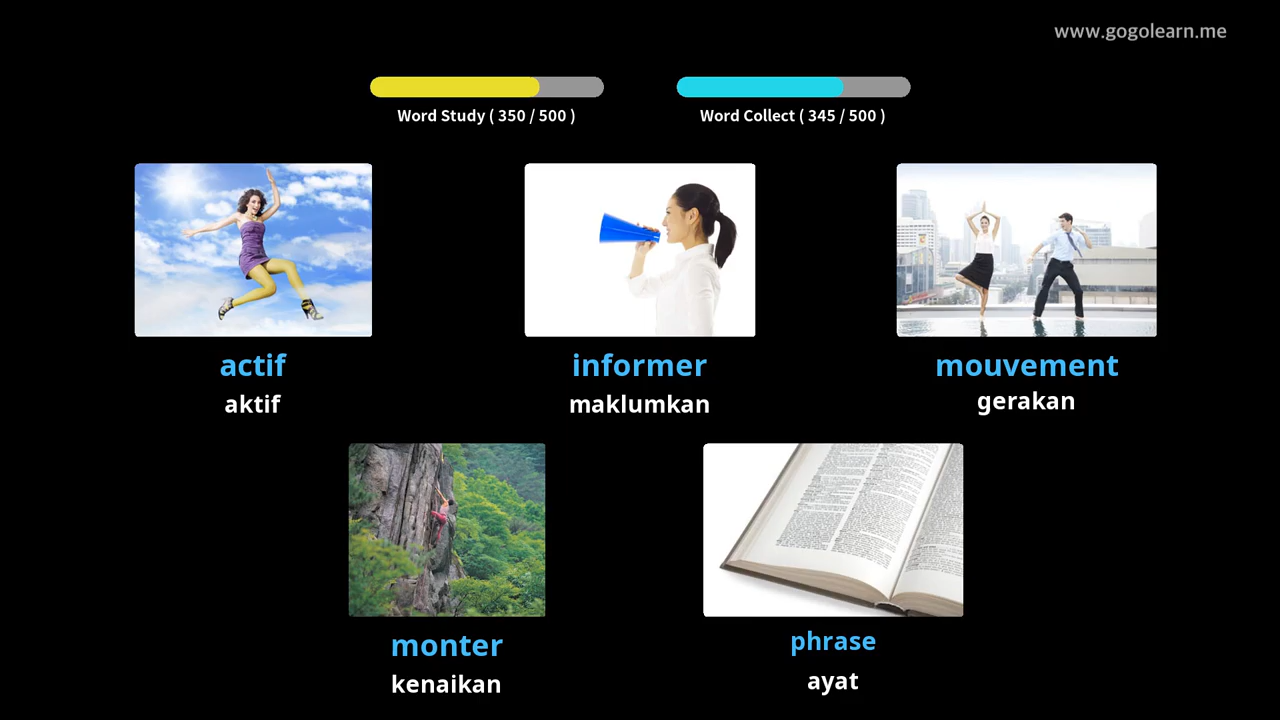 www.gogolearn.me
Word Study ( 350 / 500 )
Word Collect ( 345 / 500 )
actif
aktif
informer
maklumkan
mouvement
gerakan
monter
kenaikan
phrase
ayat